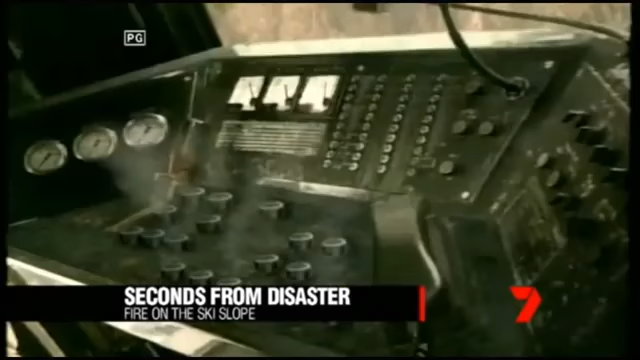 PG
SECONDS FROM DISASTER
FIRE ON THE SKI SLOPE
7